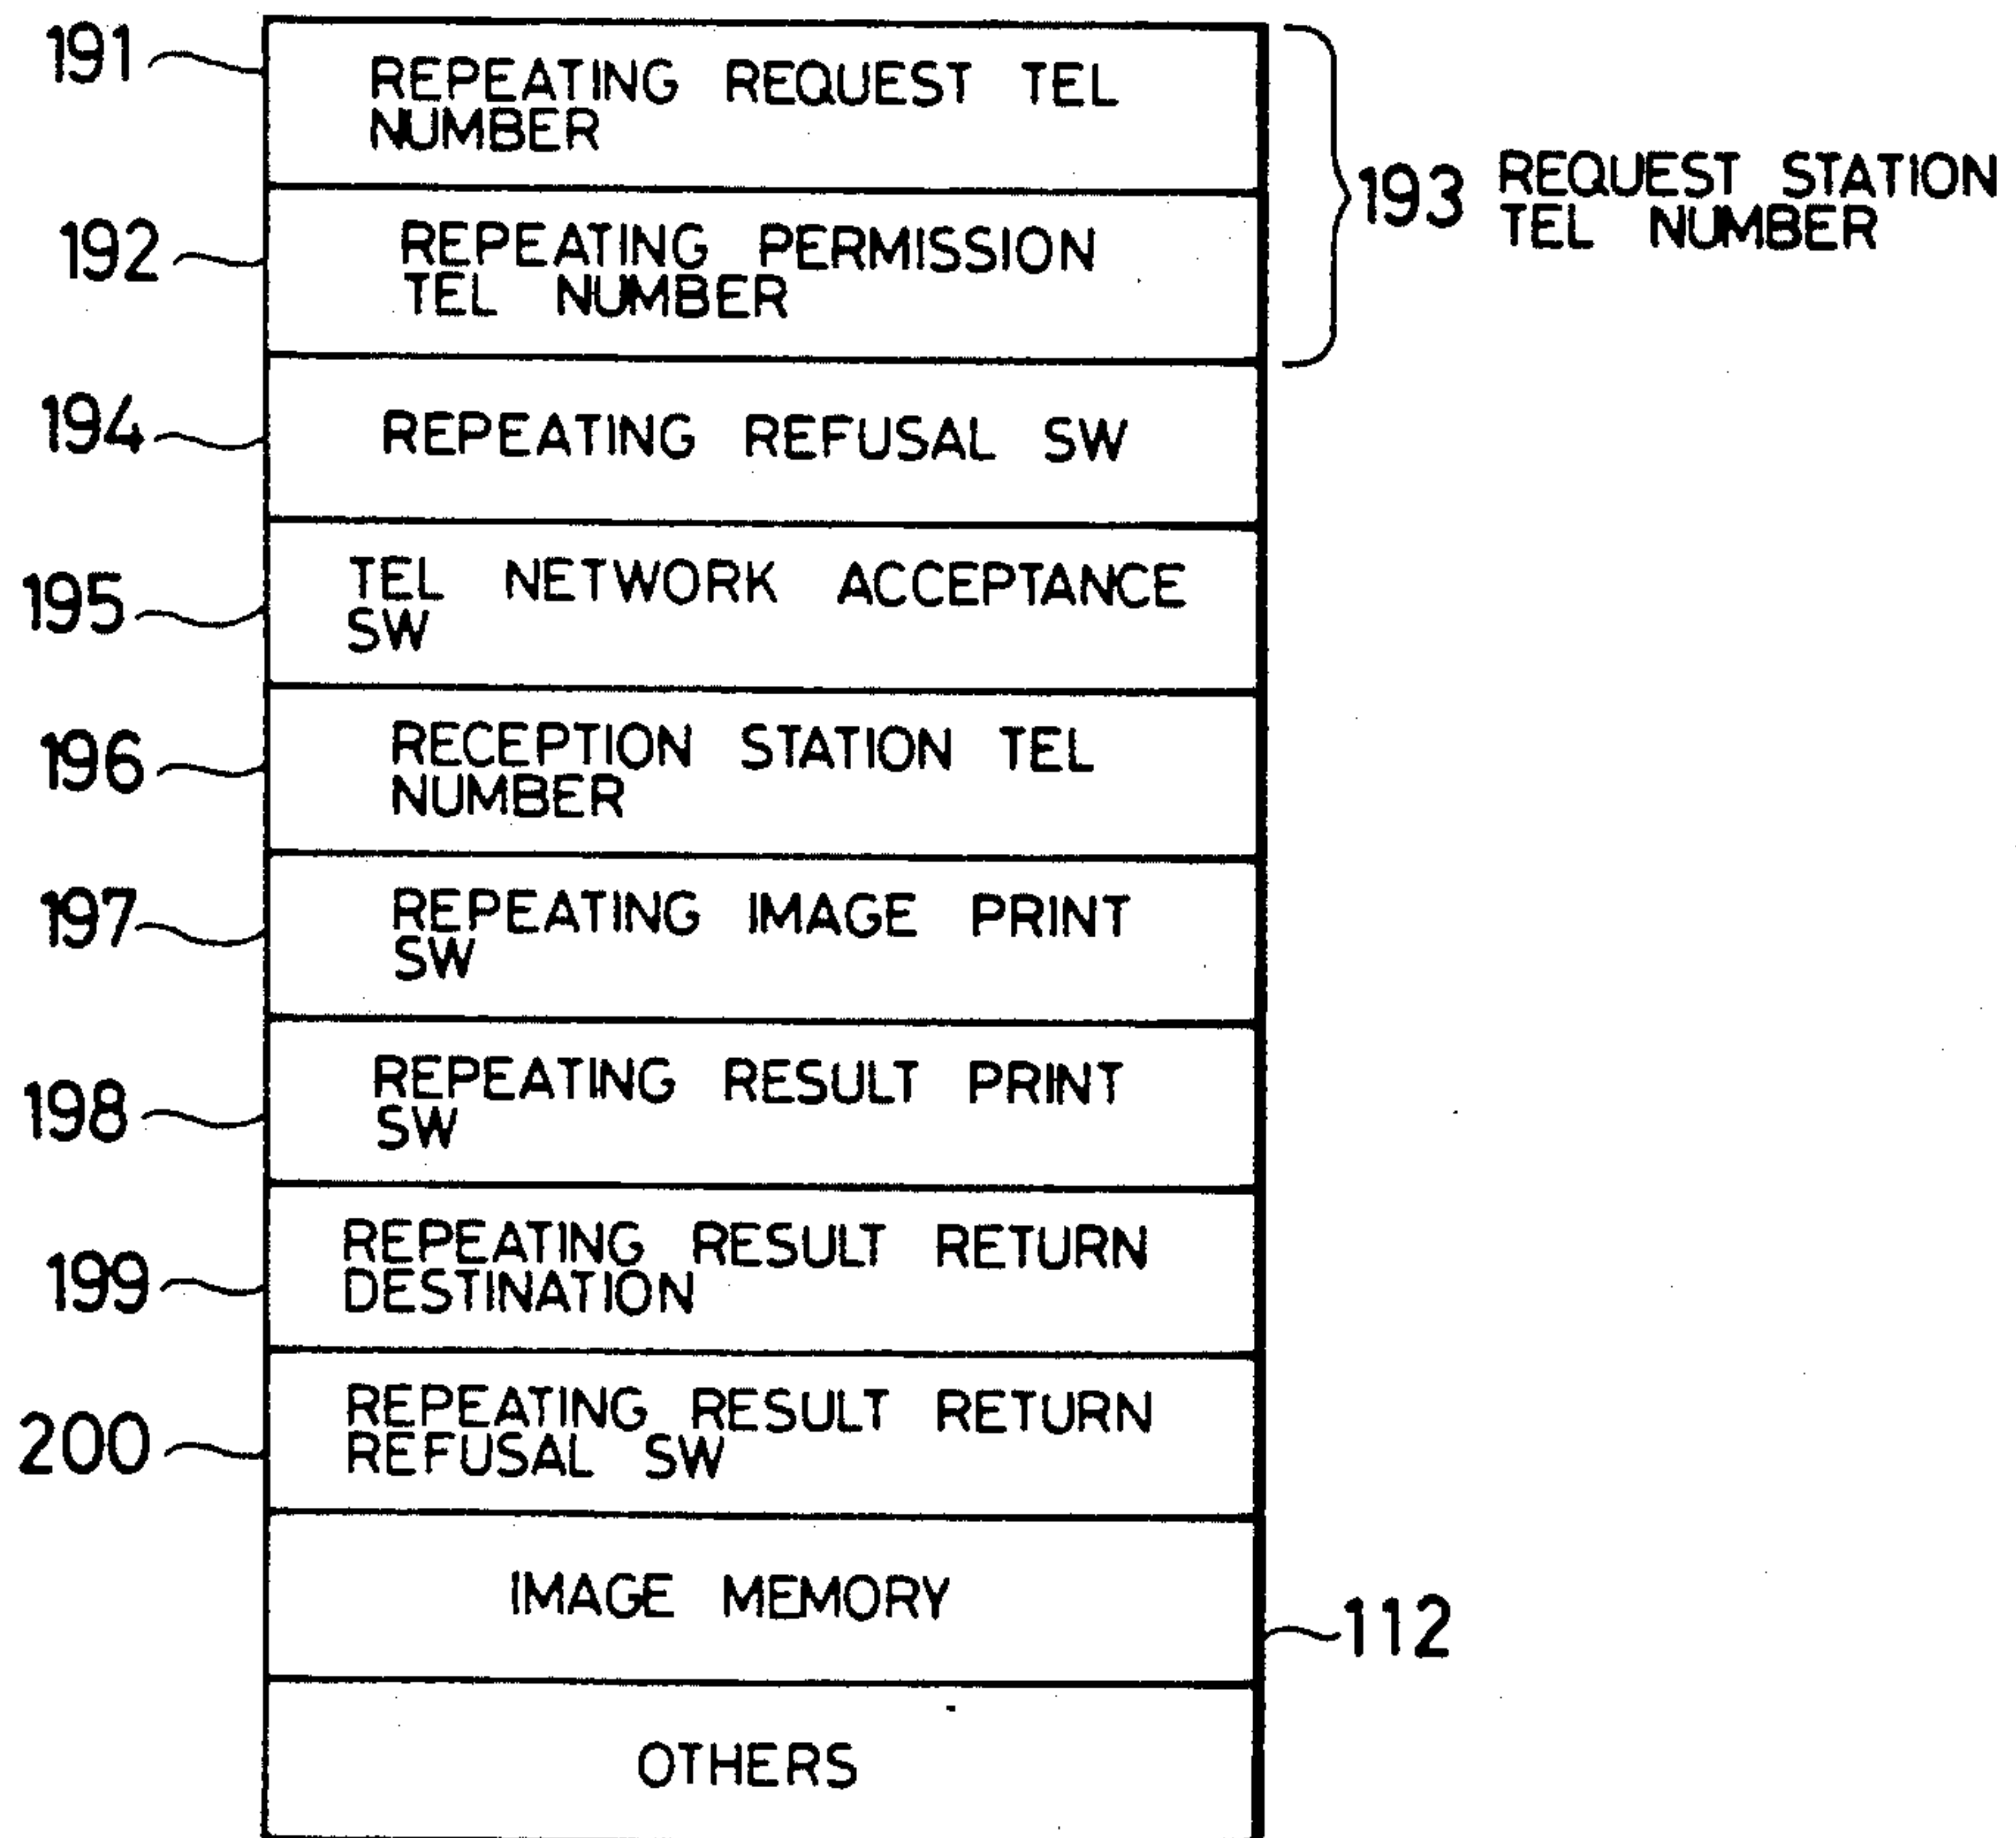 191
REPEATING REQUEST TEL
NUMBER
192
REPEATING PERMISSION
TEL NUMBER
193
REQUEST STATION
TEL NUMBER
194
REPEATING REFUSAL SW
195
TEL NETWORK ACCEPTANCE
SW
196
RECEPTION STATION TEL
NUMBER
197
REPEATING IMAGE PRINT
SW
198
REPEATING RESULT PRINT
SW
199
REPEATING RESULT RETURN
DESTINATION
200
REPEATING RESULT RETURN
REFUSAL SW
IMAGE MEMORY
112
OTHERS